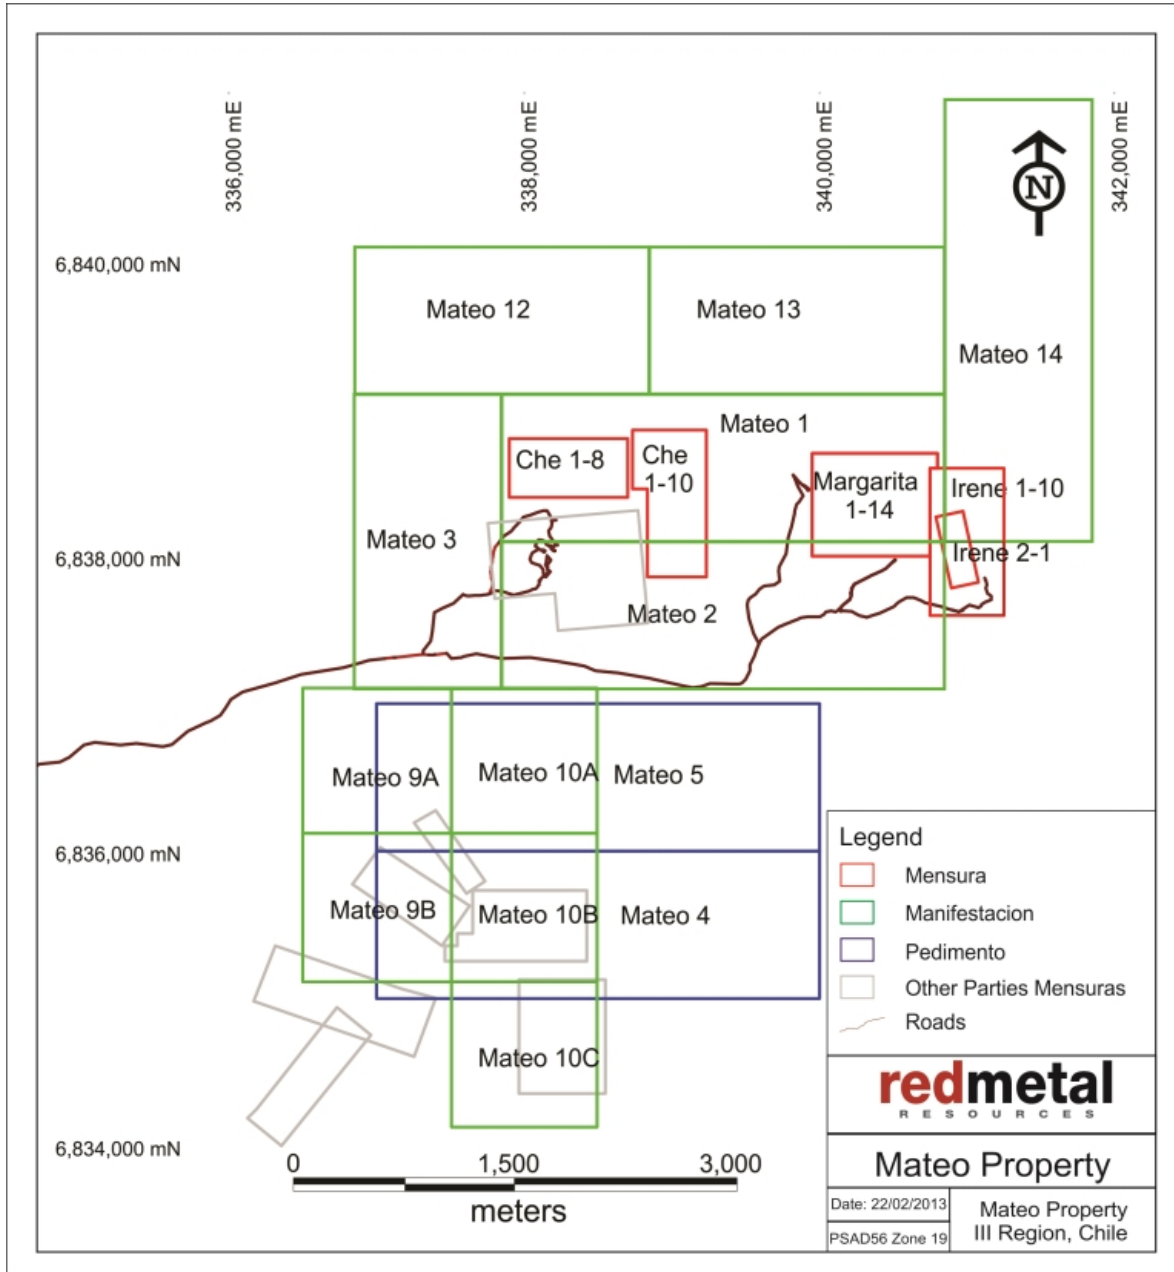 336,000 mE
338,000 mE
340,000 mE
342,000 mE
N
6,840,000 mN
Mateo 12
Mateo 13
Mateo 14
Mateo 1
Che 1-8
Che
1-10
Margarita
1-14
Irene 1-10
Mateo 3
6,838,000 mN
Irene 2-1
Mateo 2
Mateo 9A
Mateo 10A
Mateo 5
6,836,000 mN
Mateo 9B
Mateo 10B
Mateo 4
Mateo 10C
6,834,000 mN
0
1,500
3,000
meters
Legend
Mensura
Manifestacion
Pedimento
Other Parties Mensuras
Roads
redmetal
RESOURCES
Mateo Property
Date: 22/02/2013
PSAD56 Zone 19
Mateo Property
III Region, Chile